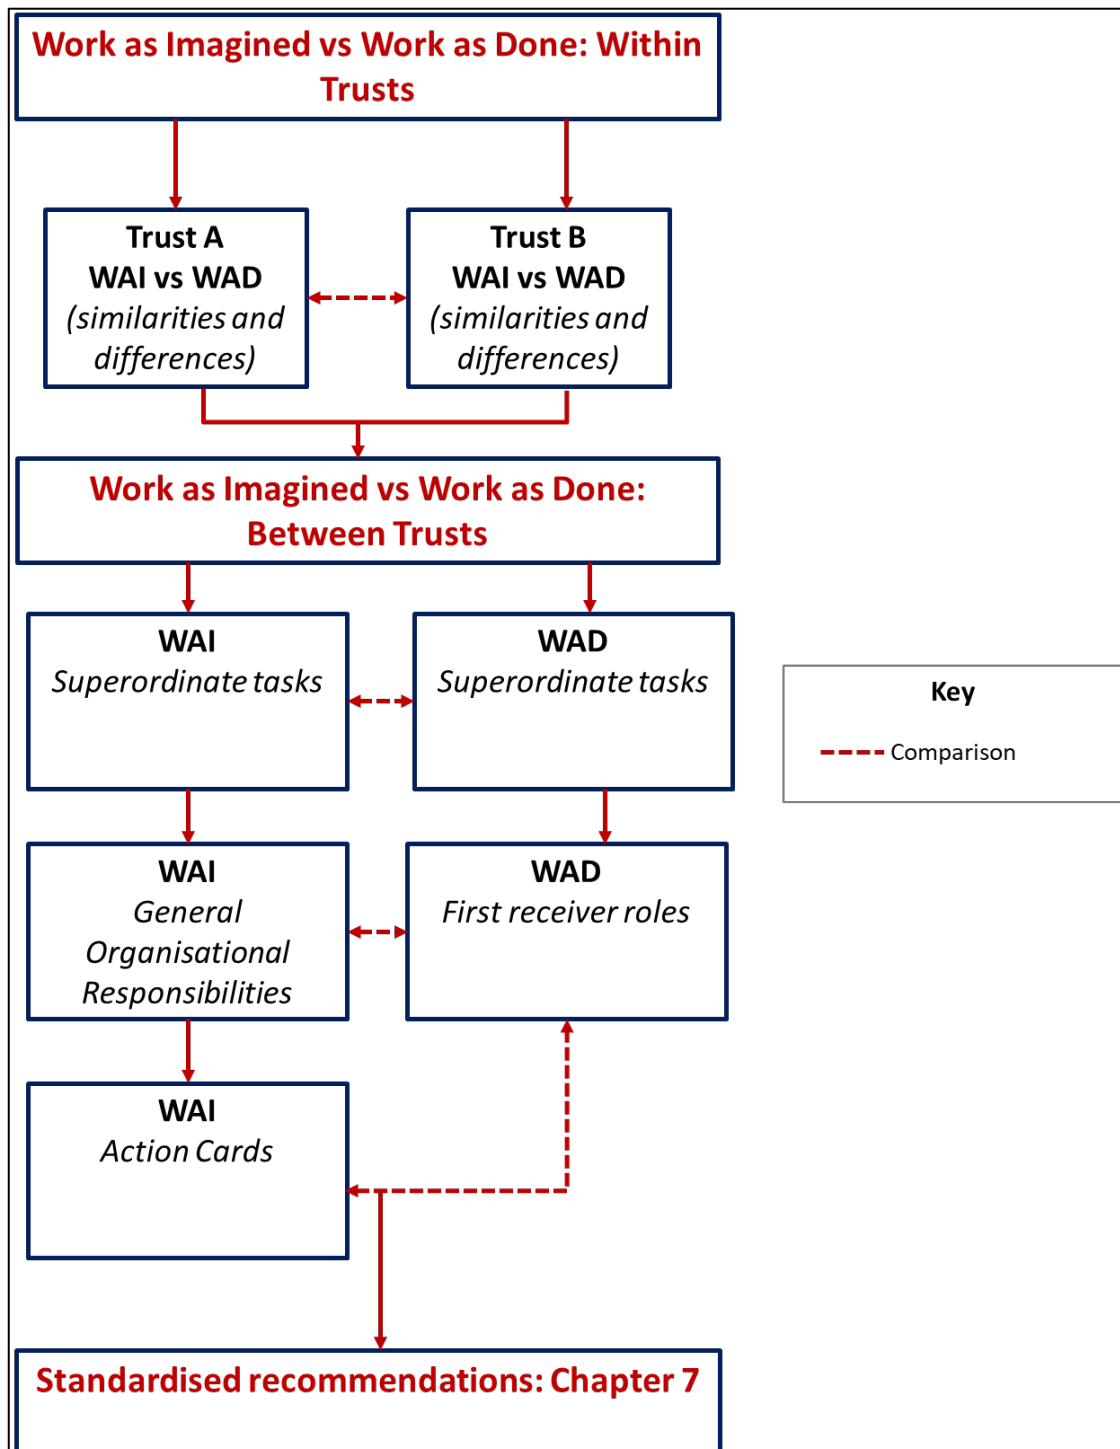 Work as Imagined vs Work as Done: Within
Trusts
Trust A
WAI vs WAD
(similarities and
differences)
Trust B
WAI vs WAD
(similarities and
differences)
Work as Imagined vs Work as Done:
Between Trusts
WAI
Superordinate tasks
WAD
Superordinate tasks
Key
Comparison
WAI
General
Organisational
Responsibilities
WAD
First receiver roles
WAI
Action Cards
Standardised recommendations: Chapter 7